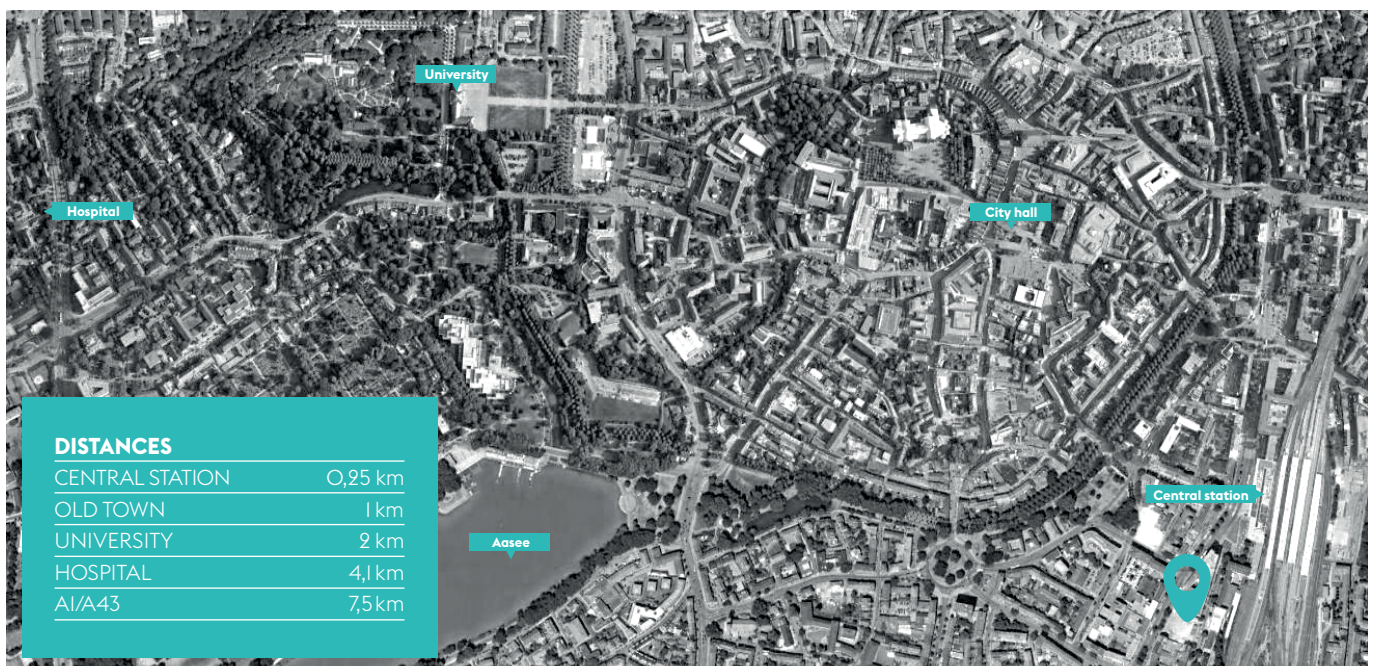 University
Hospital
City hall
DISTANCES
CENTRAL STATION 0,25 km
OLD TOWN 1 km
UNIVERSITY 2 km
HOSPITAL 4,1 km
A1/A43 7,5 km
Central station
Aasee